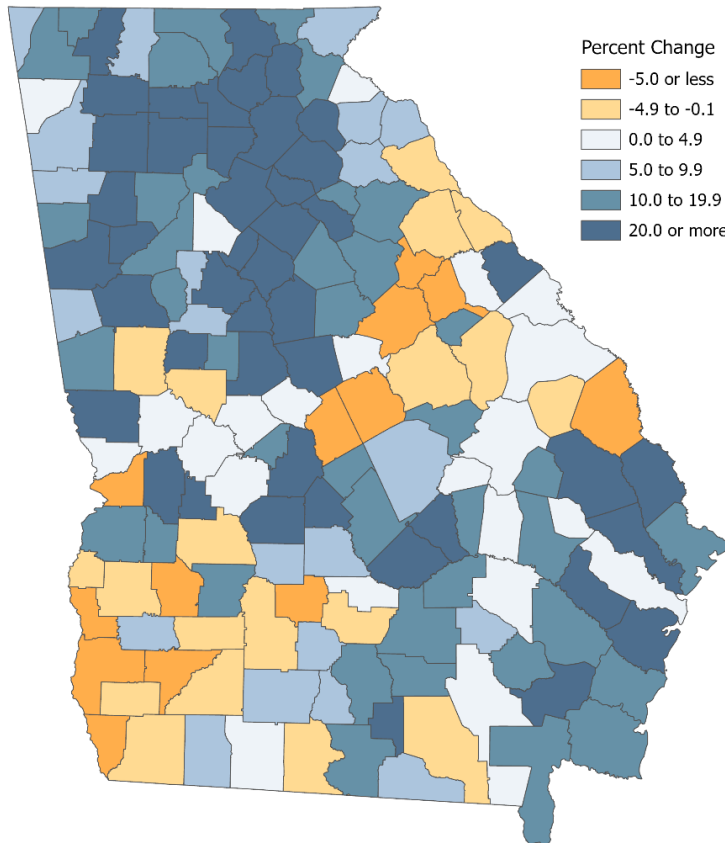 Percent Change
-5.0 or less
-4.9 to -0.1
0.0 to 4.9
5.0 to 9.9
10.0 to 19.9
20.0 or more